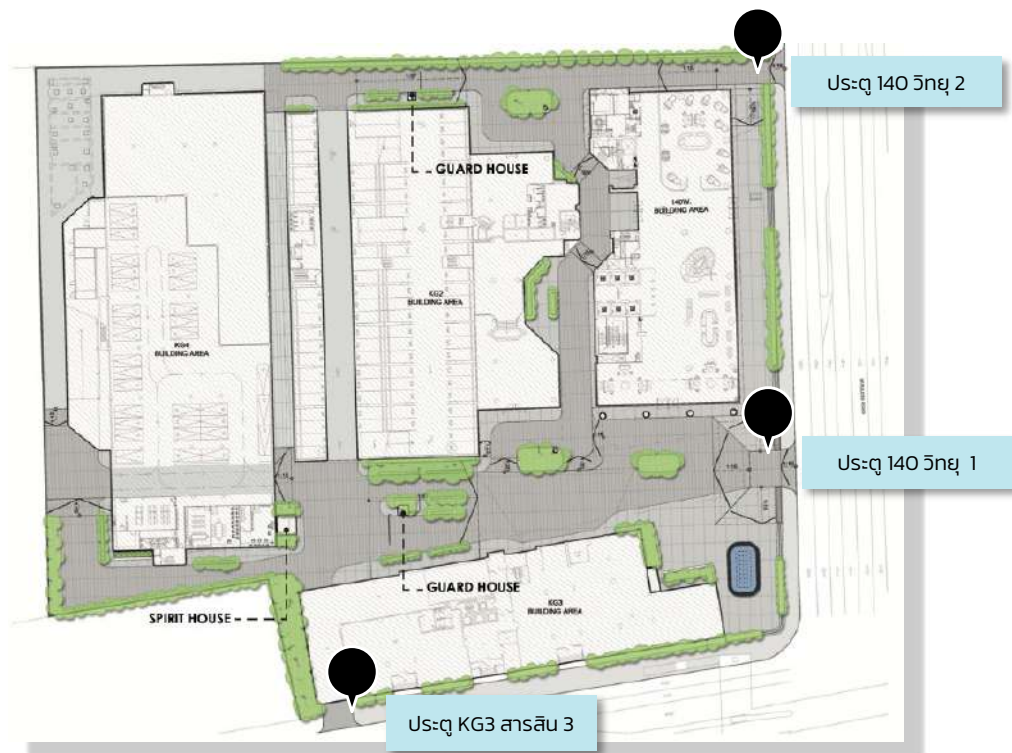 ประตู 140 วิทยุ 2
GUARD HOUSE
140W.
BUILDING AREA
KG2
BUILDING AREA
KG4
BUILDING AREA
ประตู 140 วิทยุ 1
GUARD HOUSE
KG3
BUILDING AREA
SPIRIT HOUSE
ประตู KG3 สารสิน 3